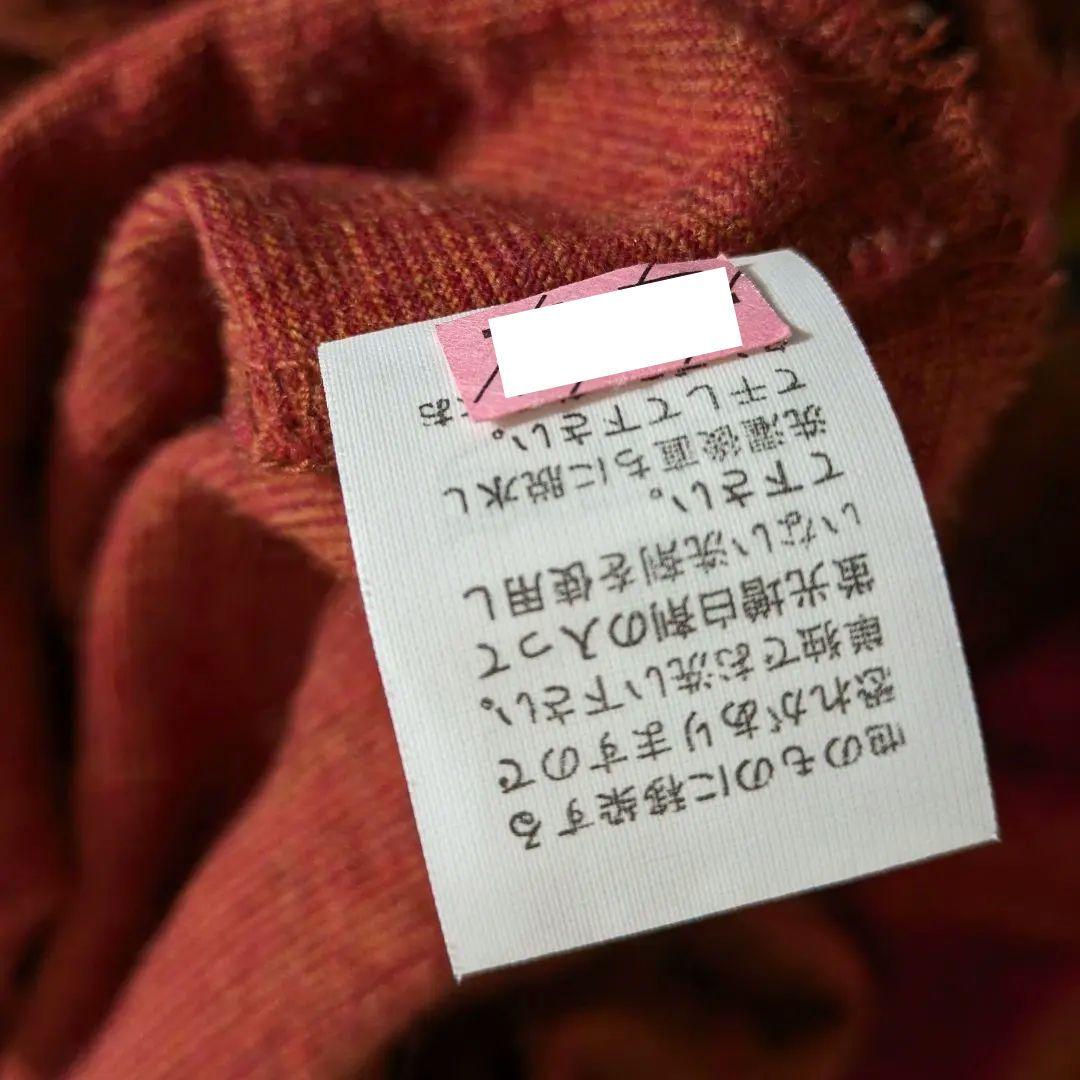 他のものに移染する
恐れがありますので
単独でお洗い下さい。
蛍光増白剤の入って
いない洗剤を使用し
て下さい。
洗濯後直ちに脱水し
て干して下さい。
お